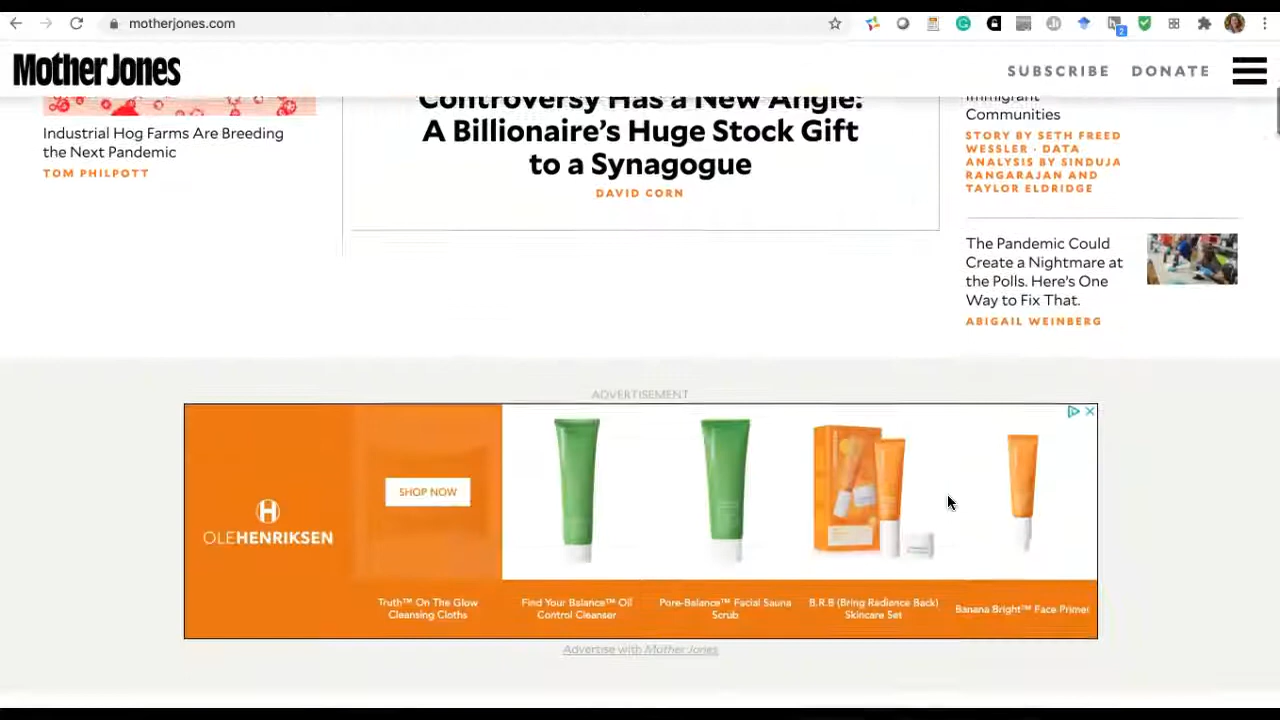 motherjones.com
2
Mother Jones
SUBSCRIBE
DONATE
Industrial Hog Farms Are Breeding
the Next Pandemic
TOM PHILPOTT
Controversy Has a New Angle:
A Billionaire's Huge Stock Gift
to a Synagogue
DAVID CORN
Immigrant
Communities
STORY BY SETH FREED
WESSLER · DATA
ANALYSIS BY SINDUJA
RANGARAJAN AND
TAYLOR ELDRIDGE
The Pandemic Could
Create a Nightmare at
the Polls. Here's One
Way to Fix That.
ABIGAIL WEINBERG
ADVERTISEMENT
OLEHENRIKSEN
SHOP NOW
Truth™ On The Glow
Cleansing Cloths
Find Your Balance™ Oil
Control Cleanser
Pore-Balance™ Facial Sauna
Scrub
B.R.B (Bring Radiance Back)
Skincare Set
Banana Bright™ Face Primer
Advertise with Mother Jones